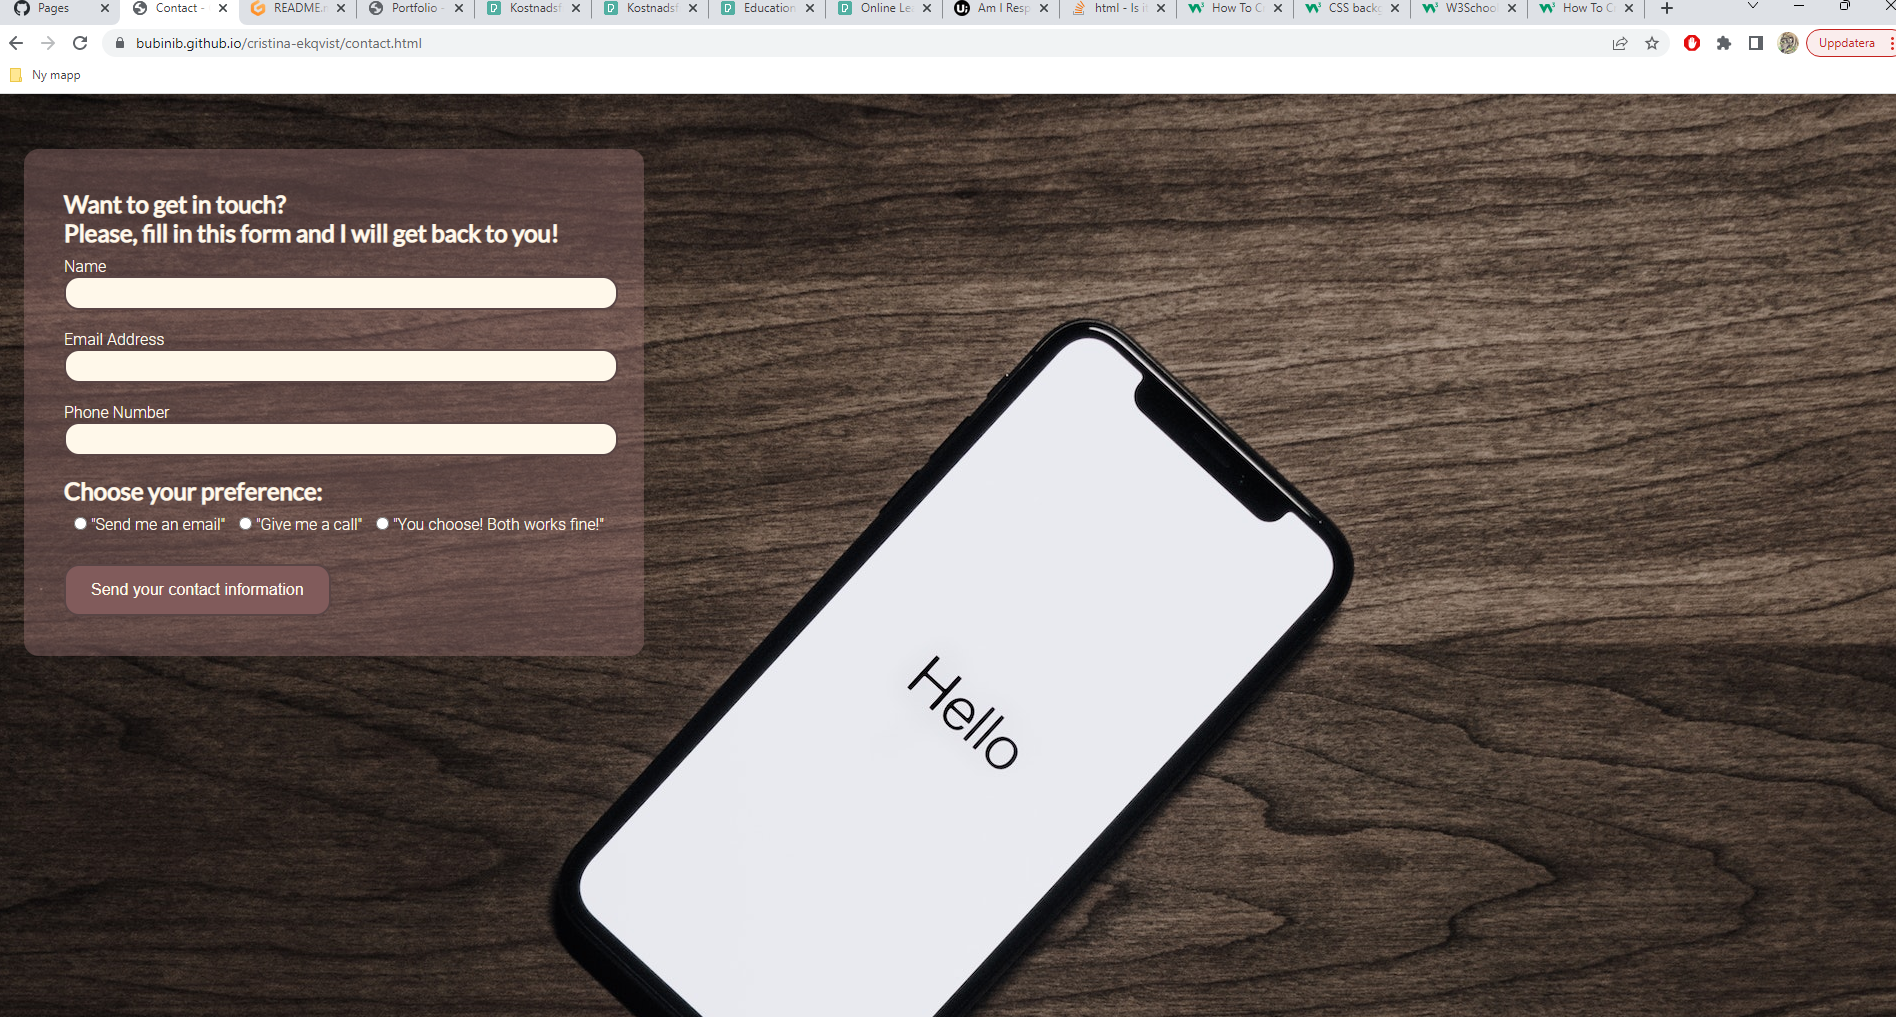 Pages
Contact -
README.
Portfolio -
Kostnadsf
Kostnadsf
Education
Online Le
Am I Resp
html - Is i
How To C
CSS backg
W3School
How To C
bubinib.github.io/cristina-ekqvist/contact.html
Uppdatera
Ny mapp
Want to get in touch?
Please, fill in this form and I will get back to you!
Name
Email Address
Phone Number
Choose your preference:
"Send me an email" "Give me a call" "You choose! Both works fine!"
Send your contact information
Hello